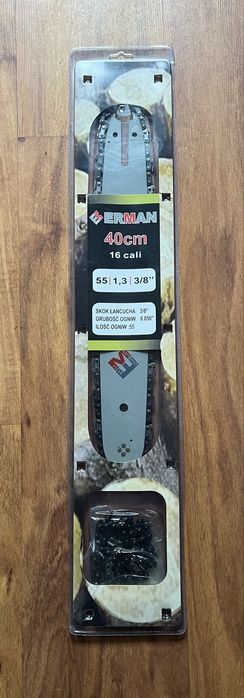 ERMAN
40cm
16 cali
55 | 1,3 | 3/8"
SKOK ŁAŃCUCHA : 3/8"
GRUBOŚĆ OGNIW: 0.050"
ILOŚĆ OGNIW :55